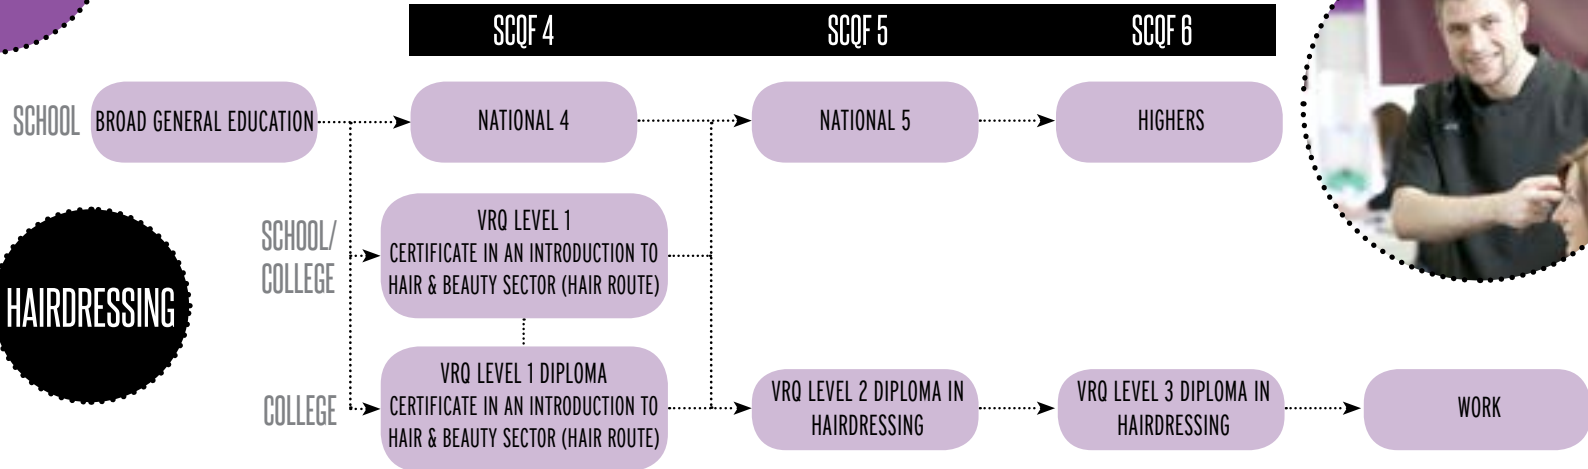 SCQF 4
SCQF 5
SCQF 6
SCHOOL
BROAD GENERAL EDUCATION
NATIONAL 4
NATIONAL 5
HIGHERS
HAIRDRESSING
SCHOOL/
COLLEGE
VRQ LEVEL 1
CERTIFICATE IN AN INTRODUCTION TO
HAIR & BEAUTY SECTOR (HAIR ROUTE)
COLLEGE
VRQ LEVEL 1 DIPLOMA
CERTIFICATE IN AN INTRODUCTION TO
HAIR & BEAUTY SECTOR (HAIR ROUTE)
VRQ LEVEL 2 DIPLOMA IN
HAIRDRESSING
VRQ LEVEL 3 DIPLOMA IN
HAIRDRESSING
WORK